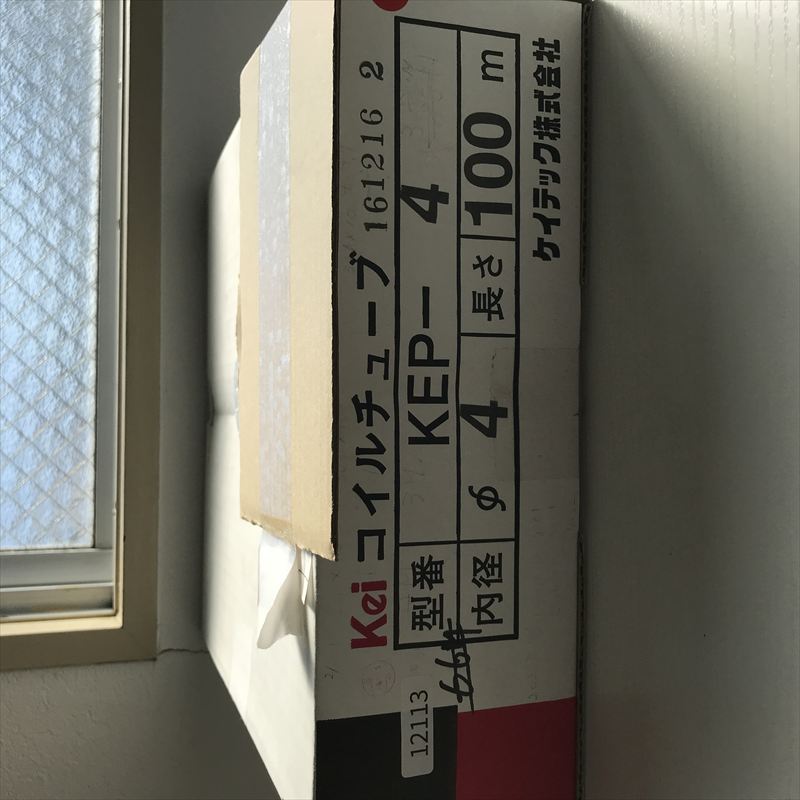 Kei コイルチューブ 161216 2
型番 KEP－ 4
内径 φ 4 長さ 100 m
ケイテック株式会社
12113